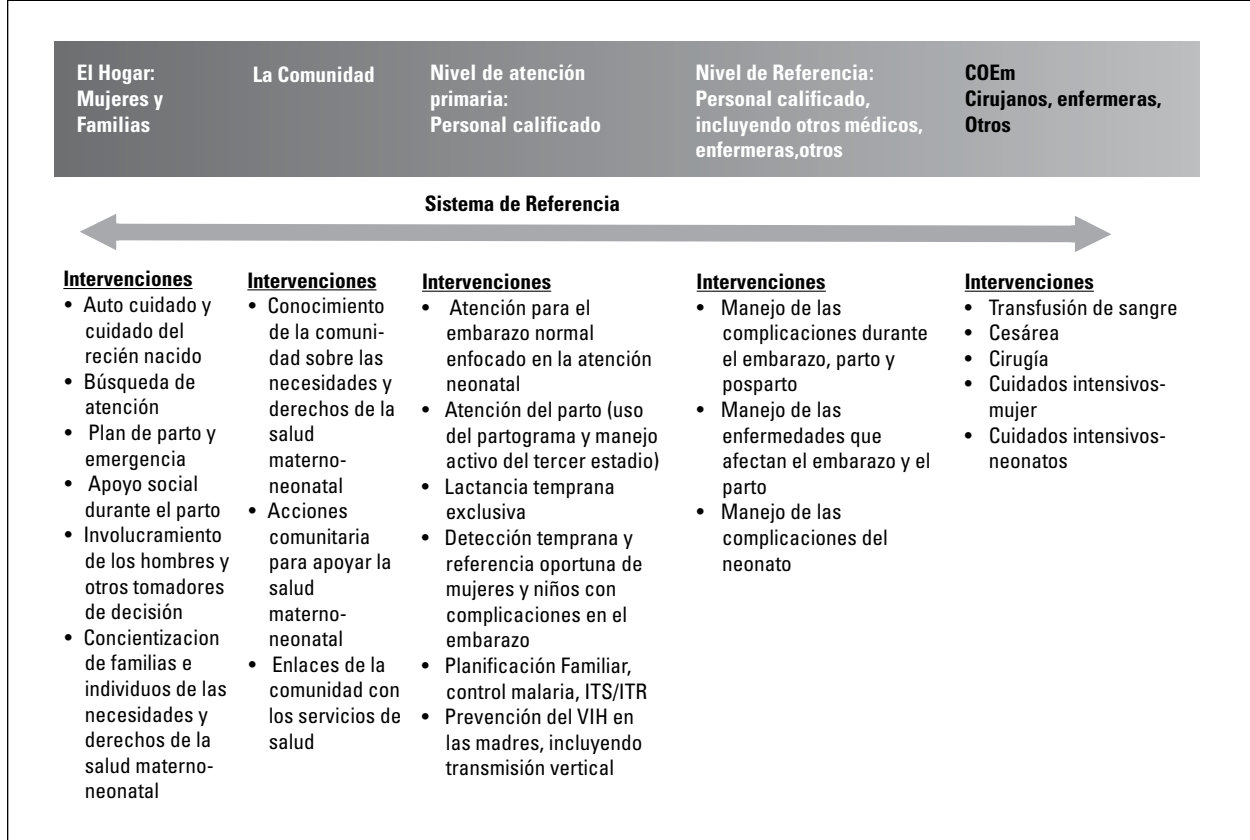 El Hogar:
Mujeres y
Familias
La Comunidad
Nivel de atención
primaria:
Personal calificado
Nivel de Referencia:
Personal calificado,
incluyendo otros médicos,
enfermeras,otros
COEm
Cirujanos, enfermeras,
Otros
Sistema de Referencia
Intervenciones
• Auto cuidado y
cuidado del
recién nacido
• Búsqueda de
atención
• Plan de parto y
emergencia
• Apoyo social
durante el parto
• Involucramiento
de los hombres y
otros tomadores
de decisión
• Concientizacion
de familias e
individuos de las
necesidades y
derechos de la
salud materno-
neonatal
Intervenciones
• Conocimiento
de la comuni-
dad sobre las
necesidades y
derechos de la
salud
materno-
neonatal
• Acciones
comunitaria
para apoyar la
salud
materno-
neonatal
• Enlaces de la
comunidad con
los servicios de
salud
Intervenciones
• Atención para el
embarazo normal
enfocado en la atención
neonatal
• Atención del parto (uso
del partograma y manejo
activo del tercer estadio)
• Lactancia temprana
exclusiva
• Detección temprana y
referencia oportuna de
mujeres y niños con
complicaciones en el
embarazo
• Planificación Familiar,
control malaria, ITS/ITR
• Prevención del VIH en
las madres, incluyendo
transmisión vertical
Intervenciones
• Manejo de las
complicaciones durante
el embarazo, parto y
posparto
• Manejo de las
enfermedades que
afectan el embarazo y el
parto
• Manejo de las
complicaciones del
neonato
Intervenciones
• Transfusión de sangre
• Cesárea
• Cirugía
• Cuidados intensivos-
mujer
• Cuidados intensivos-
neonatos